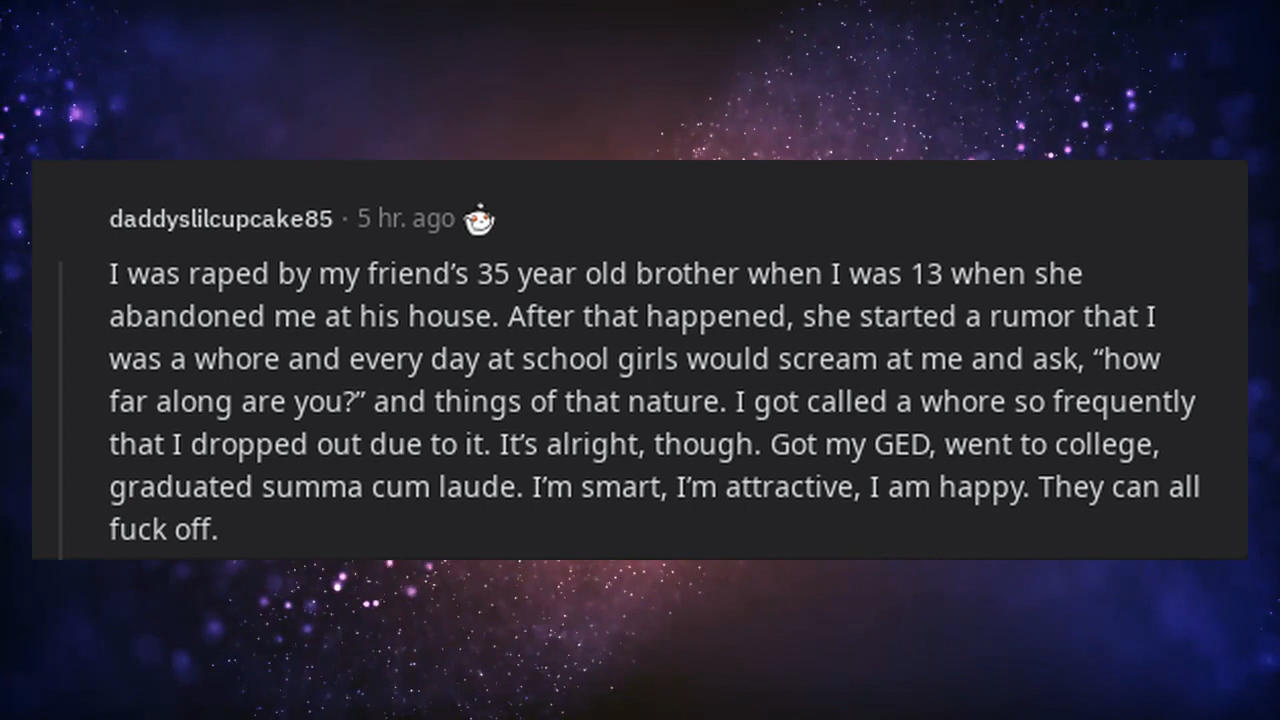 daddyslilcupcake85 · 5 hr. ago
I was raped by my friend’s 35 year old brother when I was 13 when she
abandoned me at his house. After that happened, she started a rumor that I
was a whore and every day at school girls would scream at me and ask, “how
far along are you?” and things of that nature. I got called a whore so frequently
that I dropped out due to it. It’s alright, though. Got my GED, went to college,
graduated summa cum laude. I’m smart, I’m attractive, I am happy. They can all
fuck off.